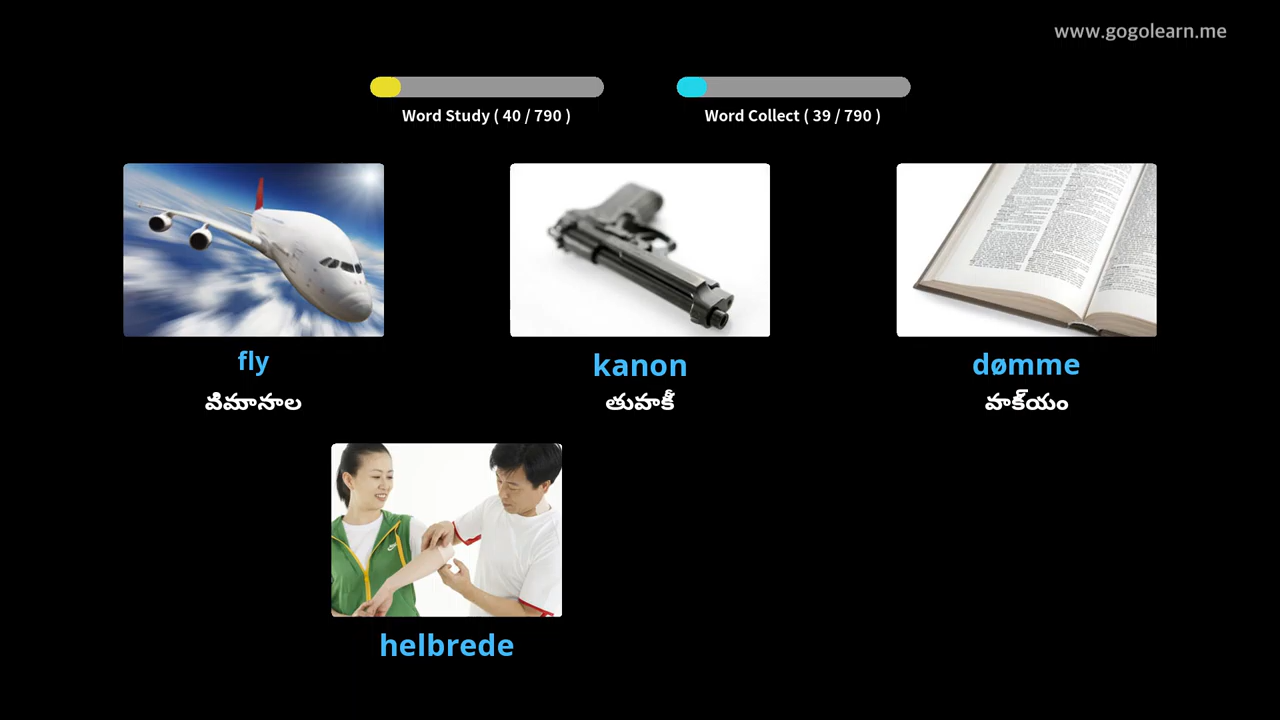 www.gogolearn.me
Word Study ( 40 / 790 )
Word Collect ( 39 / 790 )
fly
kanon
dømme
విమానాల
తుపాకీ
వాక్యం
helbrede